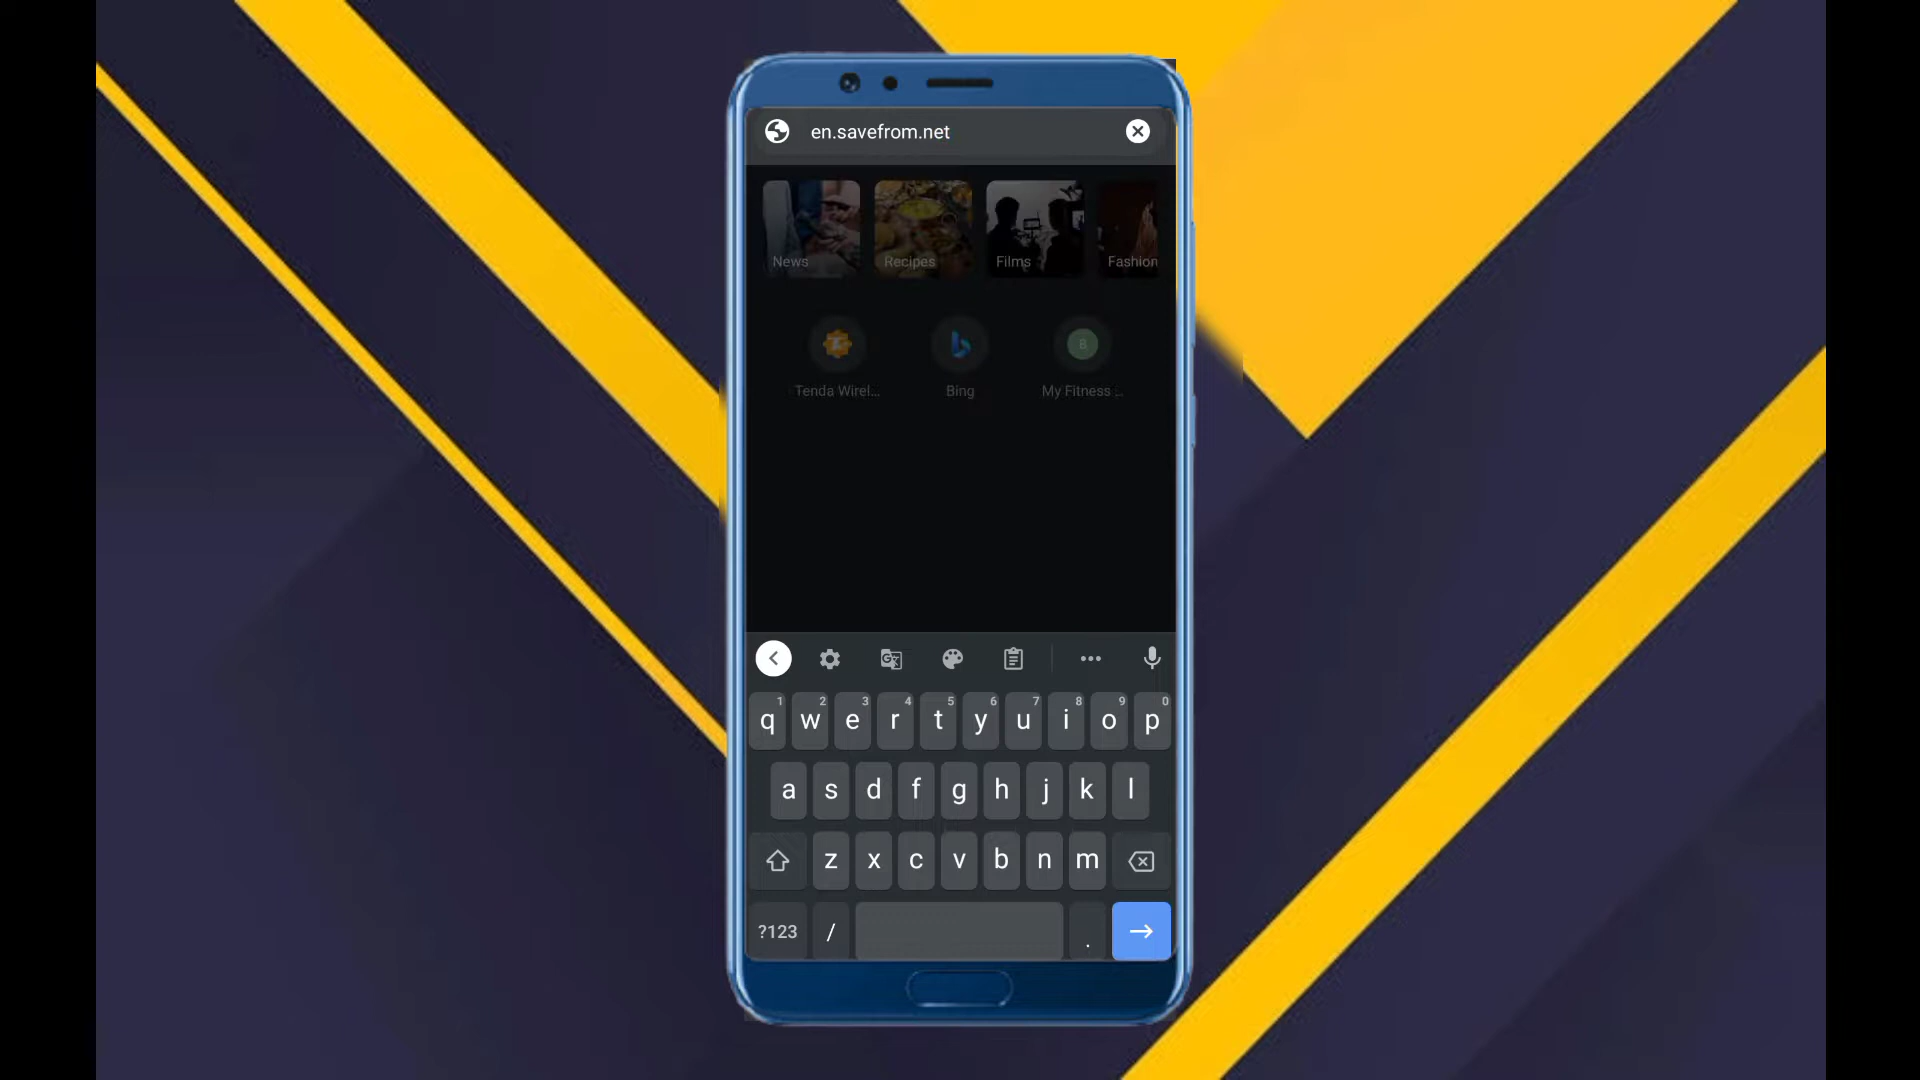 en.savefrom.net
News Recipes Films Fashion
B
Tenda Wirel... Bing My Fitness ...
1 2 3 4 5 6 7 8 9 0
q w e r t y u i o p
a s d f g h j k l
z x c v b n m
?123 / .